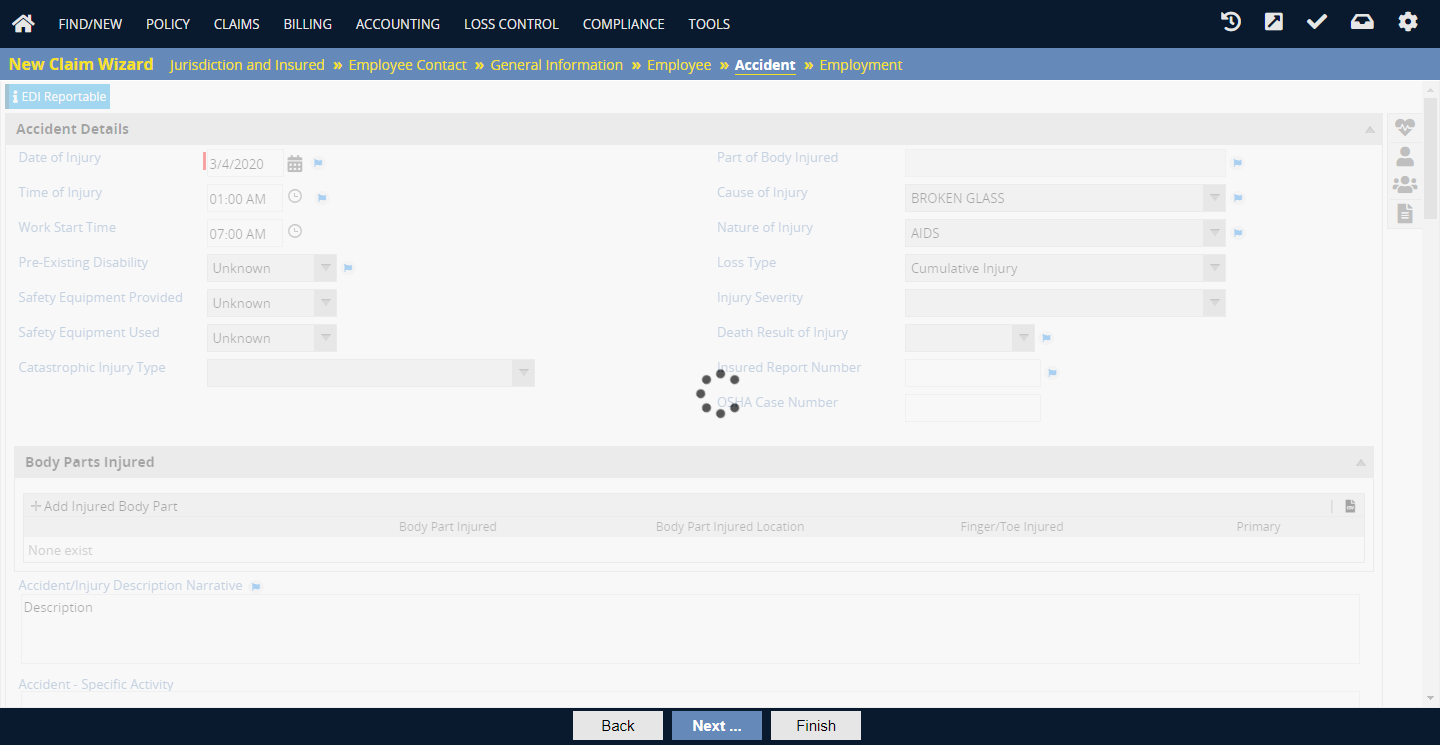 FIND/NEW POLICY CLAIMS BILLING ACCOUNTING LOSS CONTROL COMPLIANCE TOOLS
New Claim Wizard Jurisdiction and Insured » Employee Contact » General Information » Employee » Accident » Employment
EDI Reportable
Accident Details
Date of Injury 3/4/2020
Time of Injury 01:00 AM
Work Start Time 07:00 AM
Pre-Existing Disability Unknown
Safety Equipment Provided Unknown
Safety Equipment Used Unknown
Catastrophic Injury Type
Part of Body Injured
Cause of Injury BROKEN GLASS
Nature of Injury AIDS
Loss Type Cumulative Injury
Injury Severity
Death Result of Injury
Insured Report Number
OSHA Case Number
Body Parts Injured
+ Add Injured Body Part
Body Part Injured Body Part Injured Location Finger/Toe Injured Primary
None exist
Accident/Injury Description Narrative
Description
Accident - Specific Activity
Back Next ... Finish